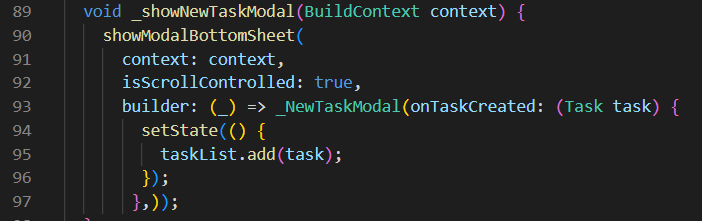 89 void _showNewTaskModal(BuildContext context) {
90 showModalBottomSheet(
91 context: context,
92 isScrollControlled: true,
93 builder: (_) => _NewTaskModal(onTaskCreated: (Task task) {
94 setState(() {
95 taskList.add(task);
96 });
97 },));